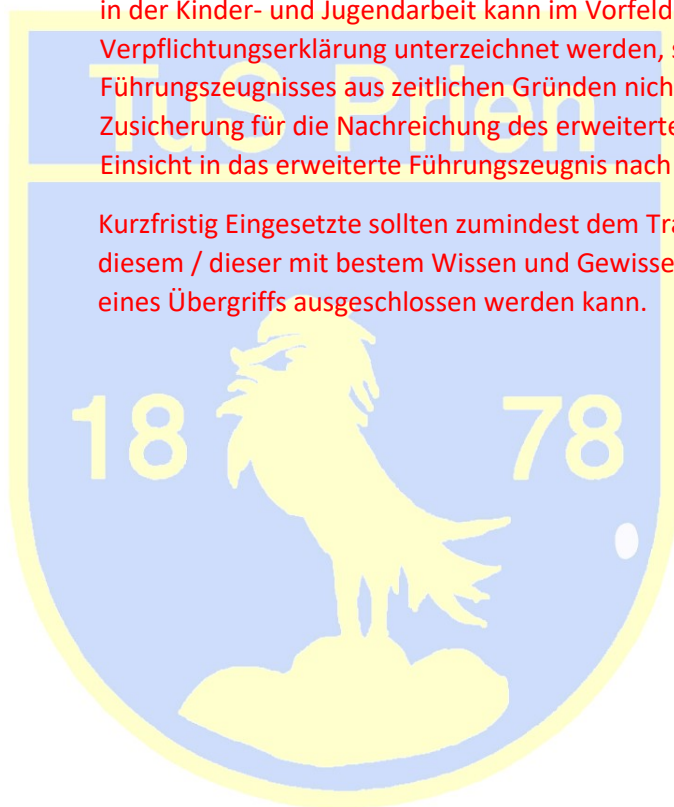 in der Kinder- und Jugendarbeit kann im Vorfeld
Verpflichtungserklärung unterzeichnet werden,
TuS Prien
Führungszeugnisses aus zeitlichen Gründen
Zusicherung für die Nachreichung des
Einsicht in das erweiterte Führungszeugnis nach
Kurzfristig Eingesetzte sollten zumindest dem
diesem / dieser mit bestem Wissen und
eines Übergriffs ausgeschlossen werden kann.
18 78